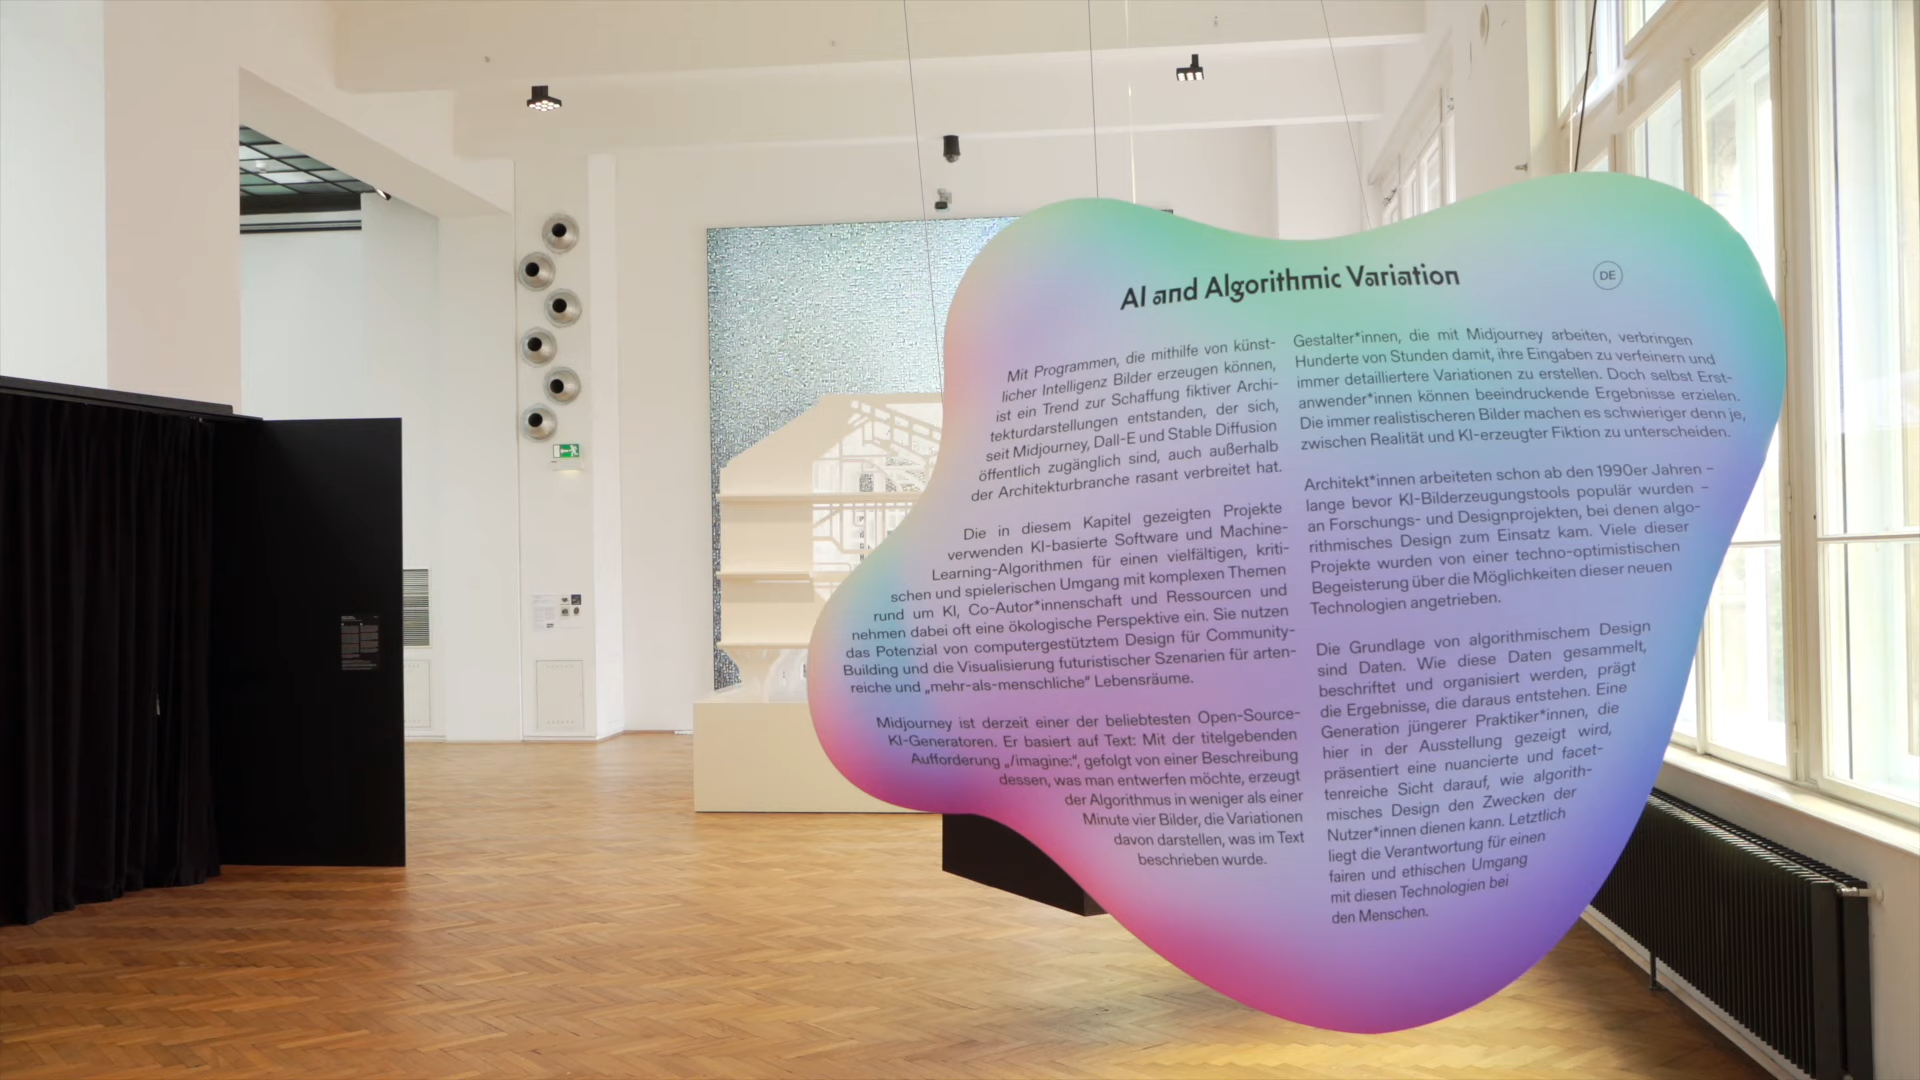 AI and Algorithmic Variation
DE
Mit Programmen, die mithilfe von künst-
licher Intelligenz Bilder erzeugen können,
ist ein Trend zur Schaffung fiktiver Archi-
tekturdarstellungen entstanden, der sich,
seit Midjourney, Dall-E und Stable Diffusion
öffentlich zugänglich sind, auch außerhalb
der Architekturbranche rasant verbreitet hat.
Die in diesem Kapitel gezeigten Projekte
verwenden KI-basierte Software und Machine-
Learning-Algorithmen für einen vielfältigen, kriti-
schen und spielerischen Umgang mit komplexen Themen
rund um KI, Co-Autor*innenschaft und Ressourcen und
nehmen dabei oft eine ökologische Perspektive ein. Sie nutzen
das Potenzial von computergestütztem Design für Community-
Building und die Visualisierung futuristischer Szenarien für arten-
reiche und „mehr-als-menschliche“ Lebensräume.
Midjourney ist derzeit einer der beliebtesten Open-Source-
KI-Generatoren. Er basiert auf Text: Mit der titelgebenden
Aufforderung „/imagine:“, gefolgt von einer Beschreibung
dessen, was man entwerfen möchte, erzeugt
der Algorithmus in weniger als einer
Minute vier Bilder, die Variationen
davon darstellen, was im Text
beschrieben wurde.
Gestalter*innen, die mit Midjourney arbeiten, verbringen
Hunderte von Stunden damit, ihre Eingaben zu verfeinern und
immer detailliertere Variationen zu erstellen. Doch selbst Erst-
anwender*innen können beeindruckende Ergebnisse erzielen.
Die immer realistischeren Bilder machen es schwieriger denn je,
zwischen Realität und KI-erzeugter Fiktion zu unterscheiden.
Architekt*innen arbeiteten schon ab den 1990er Jahren –
lange bevor KI-Bilderzeugungstools populär wurden –
an Forschungs- und Designprojekten, bei denen algo-
rithmisches Design zum Einsatz kam. Viele dieser
Projekte wurden von einer techno-optimistischen
Begeisterung über die Möglichkeiten dieser neuen
Technologien angetrieben.
Die Grundlage von algorithmischem Design
sind Daten. Wie diese Daten gesammelt,
beschriftet und organisiert werden, prägt
die Ergebnisse, die daraus entstehen. Eine
Generation jüngerer Praktiker*innen, die
hier in der Ausstellung gezeigt wird,
präsentiert eine nuancierte und facet-
tenreiche Sicht darauf, wie algorith-
misches Design den Zwecken der
Nutzer*innen dienen kann. Letztlich
liegt die Verantwortung für einen
fairen und ethischen Umgang
mit diesen Technologien bei
den Menschen.